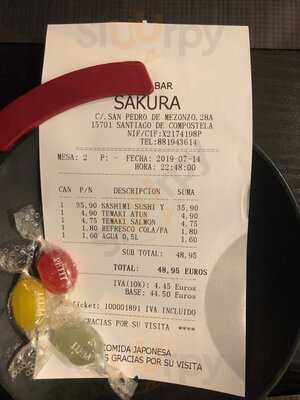 BAR
SAKURA
C/.SAN PEDRO DE MEZONZO,28A
15701 SANTIAGO DE COMPOSTELA
NIF/CIF:X2174198P
TEL:881943614
MESA: 2 P: - FECHA: 2019-07-14
HORA: 22:48:00
CAN P/N DESCRIPCION SUMA
1 35,90 SASHIMI SUSHI Y 35,90
1 4,90 TEMAKI ATUN 4,90
1 4,75 TEMAKI SALMON 4,75
1 1,80 REFRESCO COLA/FA 1,80
1 1,60 AGUA 0,5L 1,60
SUB TOTAL: 48,95
TOTAL: 48,95 EUROS
IVA(10%): 4.45 Euros
BASE: 44.50 Euros
Ticket: 100001891 IVA INCLUIDO
GRACIAS POR SU VISITA ****
COMIDA JAPONESA
S GRACIAS POR SU VISITA